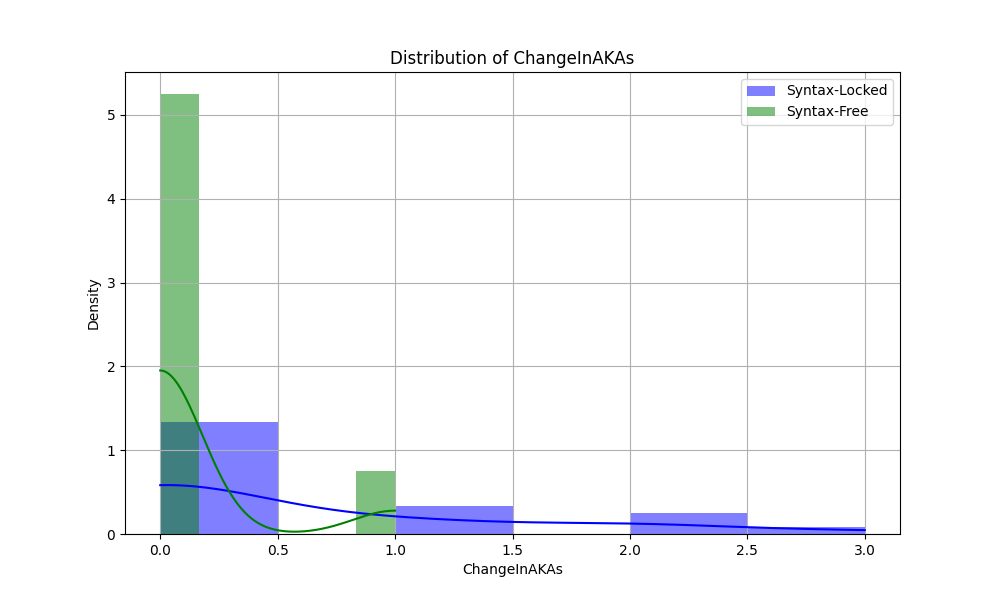 Distribution of ChangeInAKAs
Syntax-Locked
Syntax-Free
Density
5
4
3
2
1
0
0.0 0.5 1.0 1.5 2.0 2.5 3.0
ChangeInAKAs